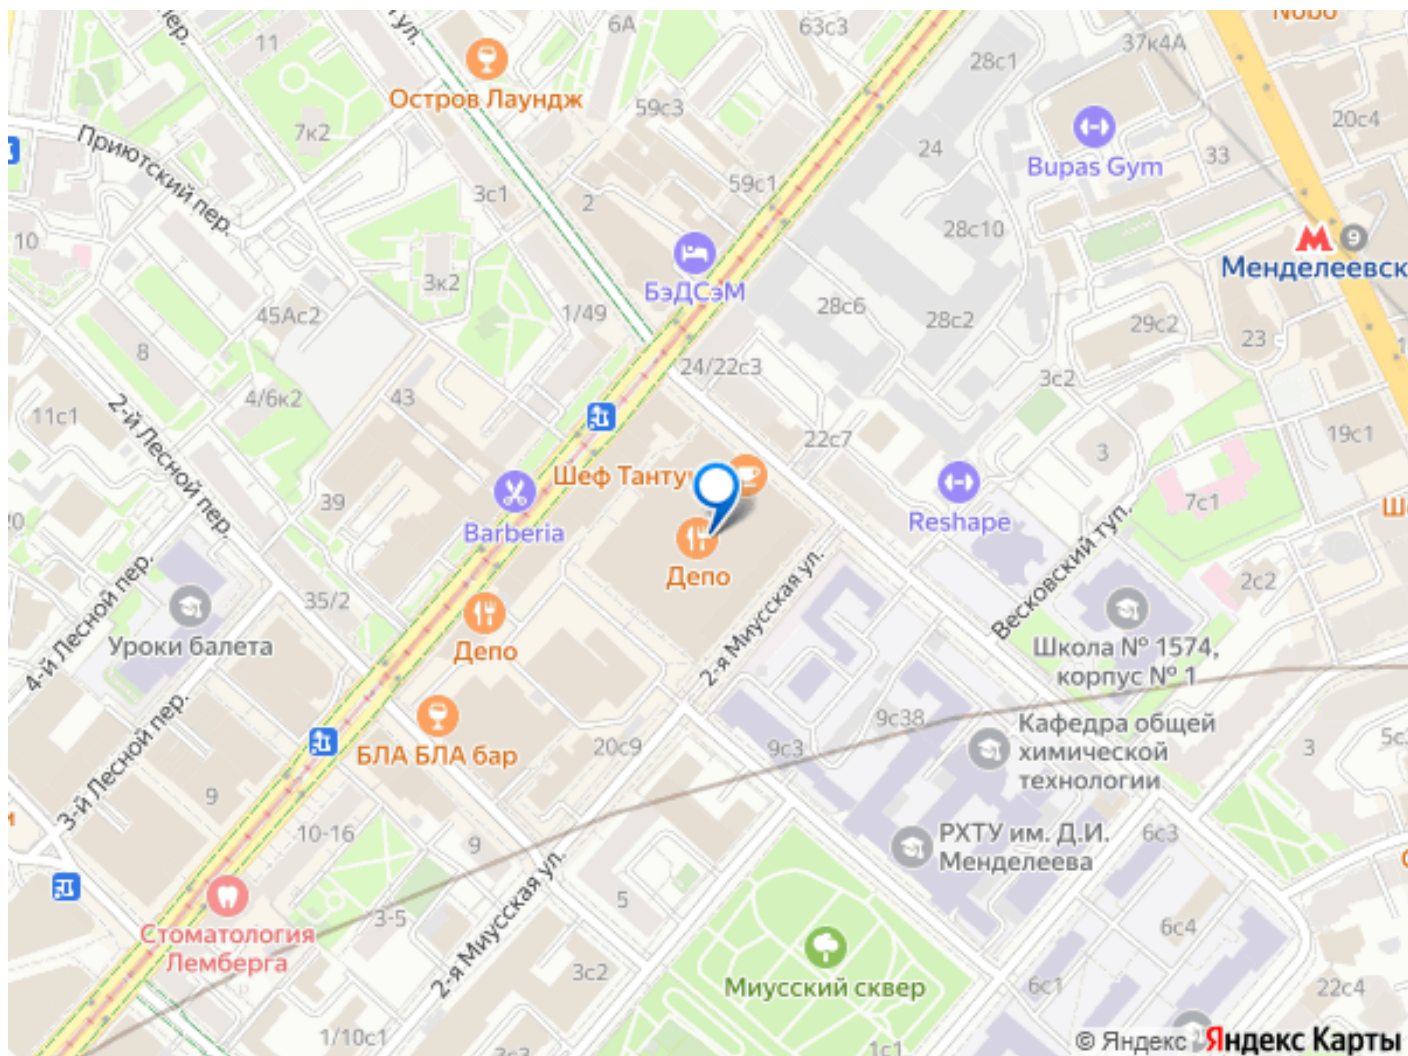 Nobo
6А
63с3
37к4А
11
28с1
Остров Лаундж
59с3
20с4
7к2
24
33
Приютский пер.
Bupas Gym
59с1
3с1
2
10
28с10
9
3к2
БэДСэМ
Менделеевск
45Ас2
1/49
28с6
28с2
29с2
23
8
24/22с3
3с2
4/6к2
43
11с1
2-й Лесной пер.
22с7
19с1
3
Шеф Танту
39
7с1
Reshape
Barberia
20
Депо
2-я Миусская ул.
Весковский туп.
2с2
4-й Лесной пер.
35/2
Уроки балета
Депо
Школа № 1574,
корпус № 1
3-й Лесной пер.
9с38
Кафедра общей
химической
технологии
20с9
9с3
3
БЛА БЛА бар
9
10-16
РХТУ им. Д.И.
Менделеева
6с3
9
2-я Миусская ул.
5
3-5
6с4
Стоматология
Лемберга
3с2
Миусский сквер
6с1
22с4
1/10с1
1с1
© Яндекс
Яндекс Карты